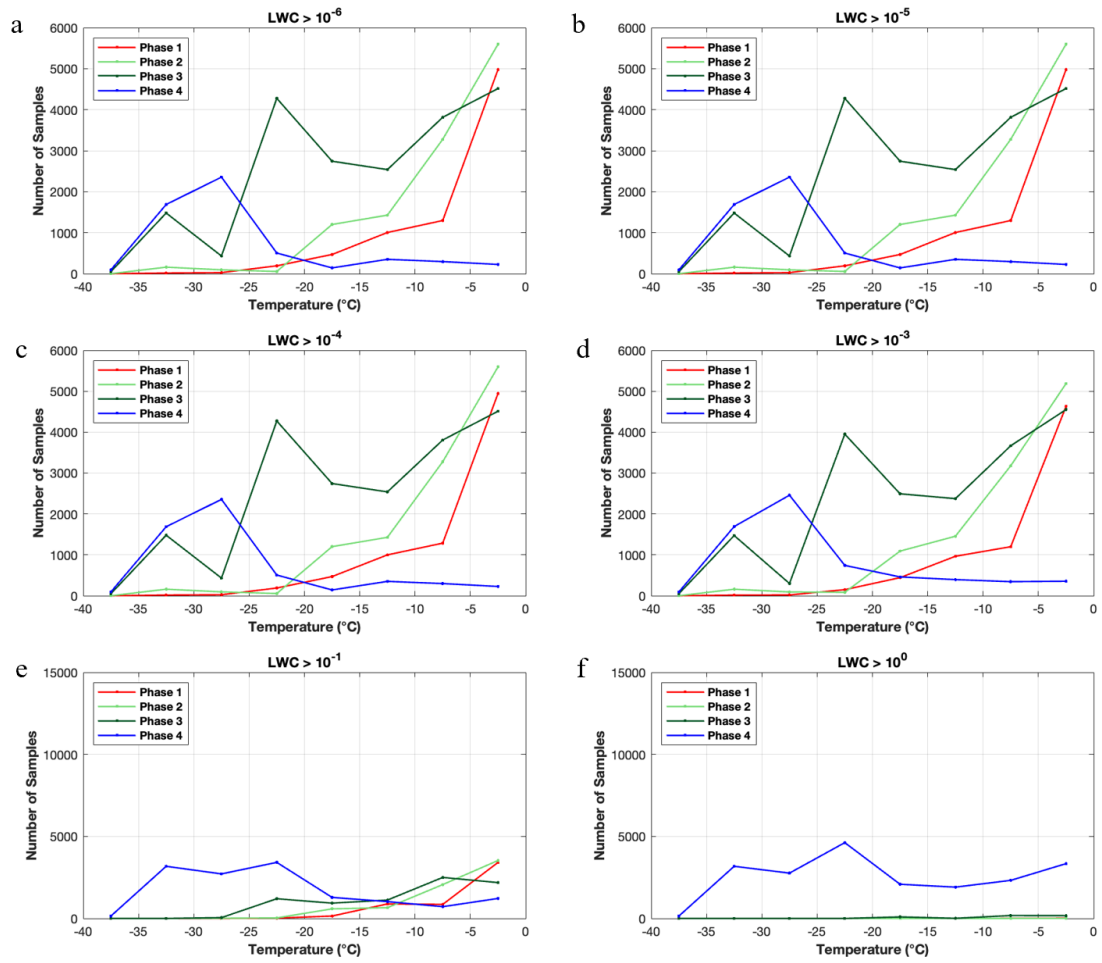 a
LWC > 10^-6
Phase 1
Phase 2
Phase 3
Phase 4
Number of Samples
6000
5000
4000
3000
2000
1000
0
-40 -35 -30 -25 -20 -15 -10 -5 0
Temperature (°C)
b
LWC > 10^-5
Phase 1
Phase 2
Phase 3
Phase 4
Number of Samples
6000
5000
4000
3000
2000
1000
0
-40 -35 -30 -25 -20 -15 -10 -5 0
Temperature (°C)
c
LWC > 10^-4
Phase 1
Phase 2
Phase 3
Phase 4
Number of Samples
6000
5000
4000
3000
2000
1000
0
-40 -35 -30 -25 -20 -15 -10 -5 0
Temperature (°C)
d
LWC > 10^-3
Phase 1
Phase 2
Phase 3
Phase 4
Number of Samples
6000
5000
4000
3000
2000
1000
0
-40 -35 -30 -25 -20 -15 -10 -5 0
Temperature (°C)
e
LWC > 10^-1
Phase 1
Phase 2
Phase 3
Phase 4
Number of Samples
15000
10000
5000
0
-40 -35 -30 -25 -20 -15 -10 -5 0
Temperature (°C)
f
LWC > 10^0
Phase 1
Phase 2
Phase 3
Phase 4
Number of Samples
15000
10000
5000
0
-40 -35 -30 -25 -20 -15 -10 -5 0
Temperature (°C)